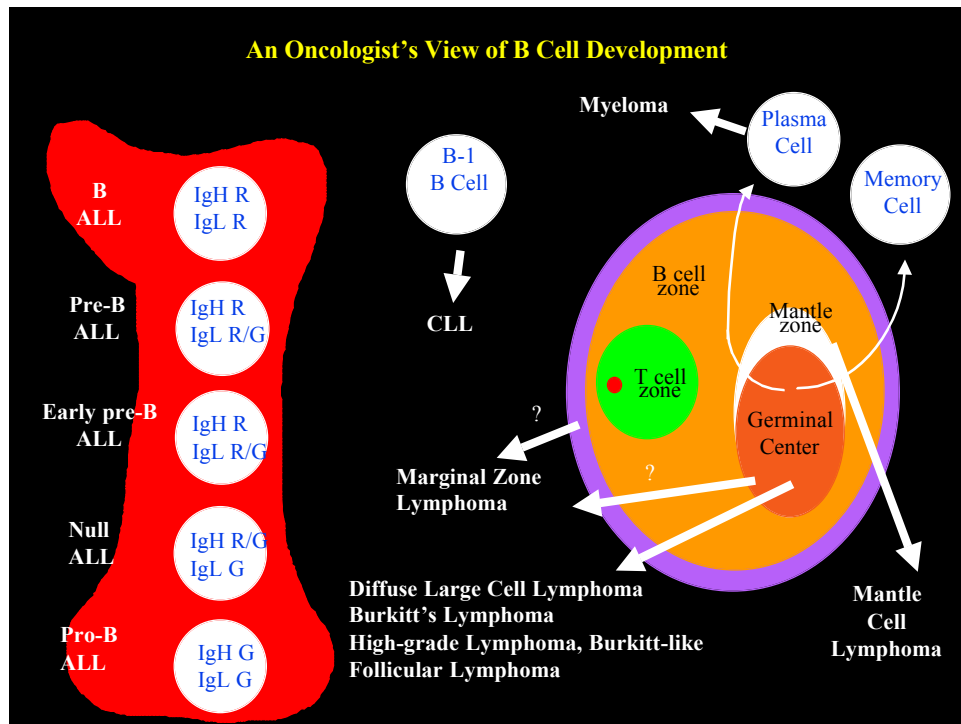 An Oncologist’s View of B Cell Development
B
ALL
IgH R
IgL R
Pre-B
ALL
IgH R
IgL R/G
Early pre-B
ALL
IgH R
IgL R/G
Null
ALL
IgH R/G
IgL G
Pro-B
ALL
IgH G
IgL G
B-1
B Cell
CLL
Myeloma
Plasma
Cell
Memory
Cell
B cell
zone
Mantle
zone
T cell
zone
Germinal
Center
?
Marginal Zone
Lymphoma
?
Diffuse Large Cell Lymphoma
Burkitt’s Lymphoma
High-grade Lymphoma, Burkitt-like
Follicular Lymphoma
Mantle
Cell
Lymphoma